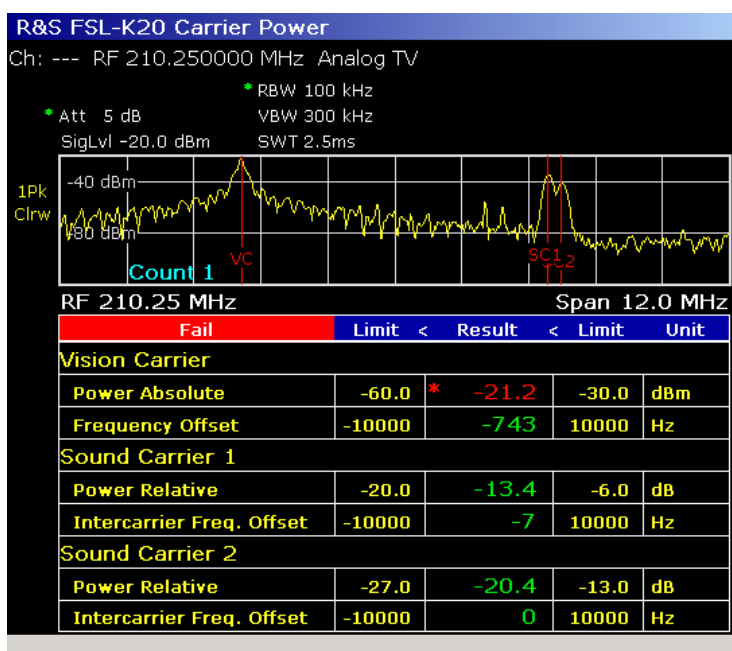 R&S FSL-K20 Carrier Power
Ch: --- RF 210.250000 MHz Analog TV
* RBW 100 kHz
* Att 5 dB VBW 300 kHz
SigLvl -20.0 dBm SWT 2.5ms
1Pk
Clrw
-40 dBm
-80 dBm
VC
SC1
2
Count 1
RF 210.25 MHz Span 12.0 MHz
Fail Limit < Result < Limit Unit
Vision Carrier
Power Absolute -60.0 * -21.2 -30.0 dBm
Frequency Offset -10000 -743 10000 Hz
Sound Carrier 1
Power Relative -20.0 -13.4 -6.0 dB
Intercarrier Freq. Offset -10000 -7 10000 Hz
Sound Carrier 2
Power Relative -27.0 -20.4 -13.0 dB
Intercarrier Freq. Offset -10000 0 10000 Hz